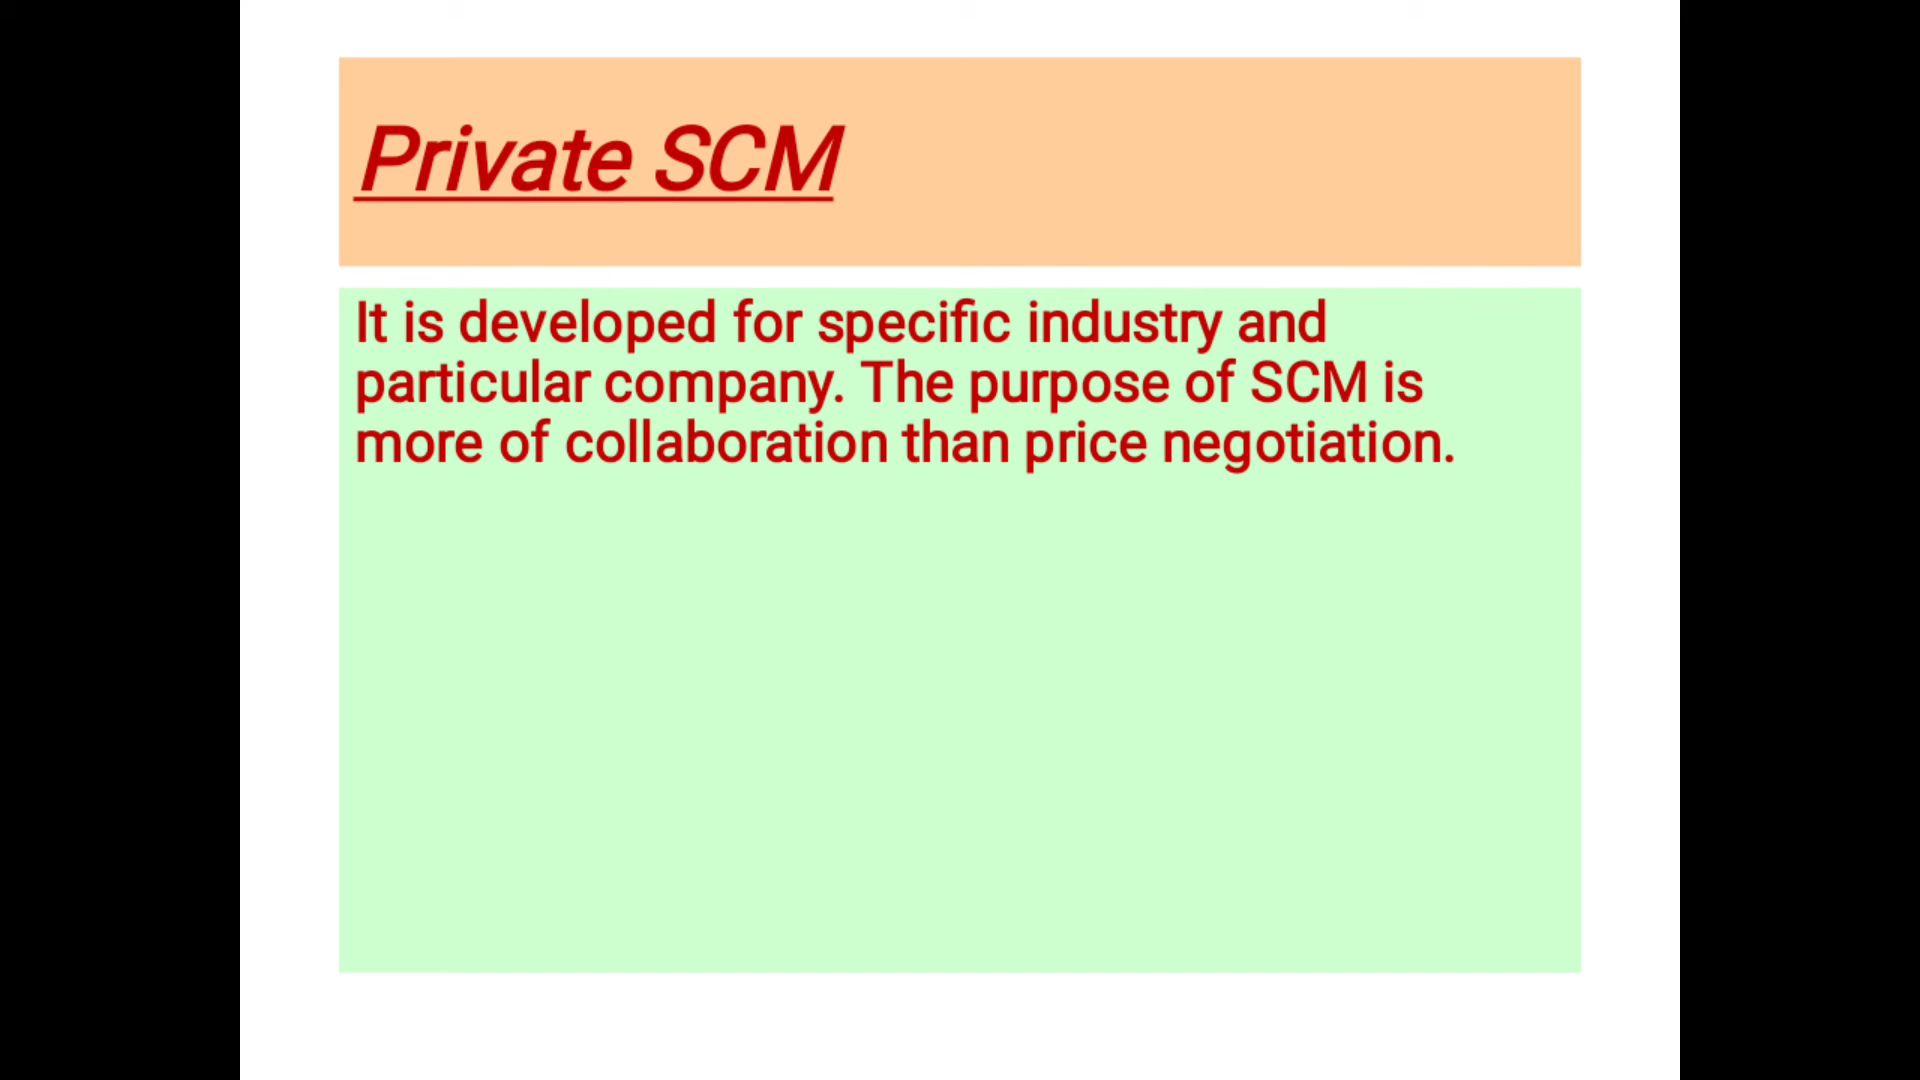 Private SCM
It is developed for specific industry and
particular company. The purpose of SCM is
more of collaboration than price negotiation.